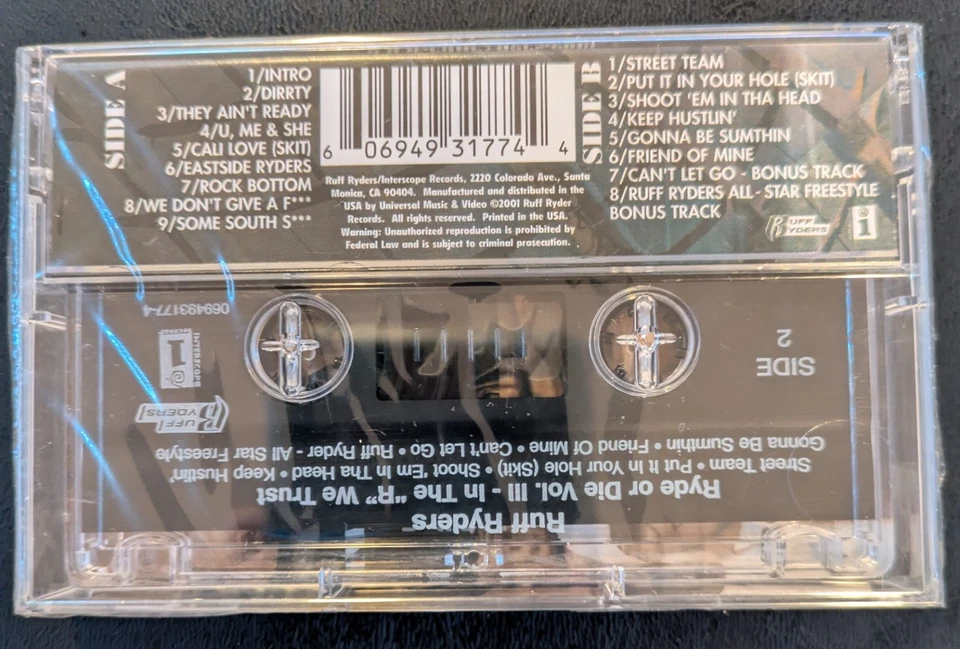 SIDE A
1/INTRO
2/DIRRTY
3/THEY AIN'T READY
4/U, ME & SHE
5/CALI LOVE (SKIT)
6/EASTSIDE RYDERS
7/ROCK BOTTOM
8/WE DON'T GIVE A F***
9/SOME SOUTH S***
6 06949 31774 4
Ruff Ryders/Interscope Records, 2220 Colorado Ave., Santa
Monica, CA 90404. Manufactured and distributed in the
USA by Universal Music & Video ©2001 Ruff Ryder
Records. All rights reserved. Printed in the USA.
Warning: Unauthorized reproduction is prohibited by
Federal Law and is subject to criminal prosecution.
SIDE B
1/STREET TEAM
2/PUT IT IN YOUR HOLE (SKIT)
3/SHOOT 'EM IN THA HEAD
4/KEEP HUSTLIN'
5/GONNA BE SUMTHIN
6/FRIEND OF MINE
7/CAN'T LET GO - BONUS TRACK
8/RUFF RYDERS ALL-STAR FREESTYLE
BONUS TRACK
RUFF
RYDERS
i
Ruff Ryders
Ryde or Die Vol. III - In The "R" We Trust
Street Team • Put It In Your Hole (Skit) • Shoot 'Em In Tha Head • Keep Hustlin'
Gonna Be Sumthin • Friend Of Mine • Can't Let Go • Ruff Ryder - All Star Freestyle
SIDE
2
RUFF
RYDERS
i
INTERSCOPE
RECORDS
069493177-4